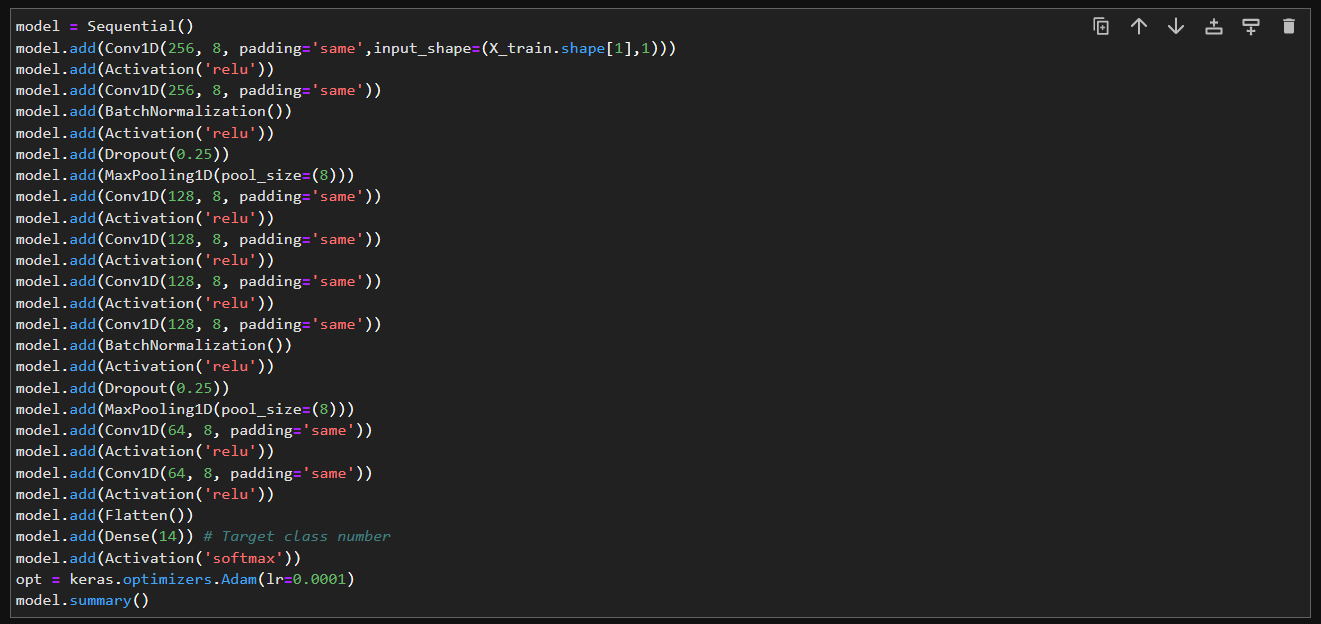 model = Sequential()
model.add(Conv1D(256, 8, padding='same',input_shape=(X_train.shape[1],1)))
model.add(Activation('relu'))
model.add(Conv1D(256, 8, padding='same'))
model.add(BatchNormalization())
model.add(Activation('relu'))
model.add(Dropout(0.25))
model.add(MaxPooling1D(pool_size=(8)))
model.add(Conv1D(128, 8, padding='same'))
model.add(Activation('relu'))
model.add(Conv1D(128, 8, padding='same'))
model.add(Activation('relu'))
model.add(Conv1D(128, 8, padding='same'))
model.add(Activation('relu'))
model.add(Conv1D(128, 8, padding='same'))
model.add(BatchNormalization())
model.add(Activation('relu'))
model.add(Dropout(0.25))
model.add(MaxPooling1D(pool_size=(8)))
model.add(Conv1D(64, 8, padding='same'))
model.add(Activation('relu'))
model.add(Conv1D(64, 8, padding='same'))
model.add(Activation('relu'))
model.add(Flatten())
model.add(Dense(14)) # Target class number
model.add(Activation('softmax'))
opt = keras.optimizers.Adam(lr=0.0001)
model.summary()